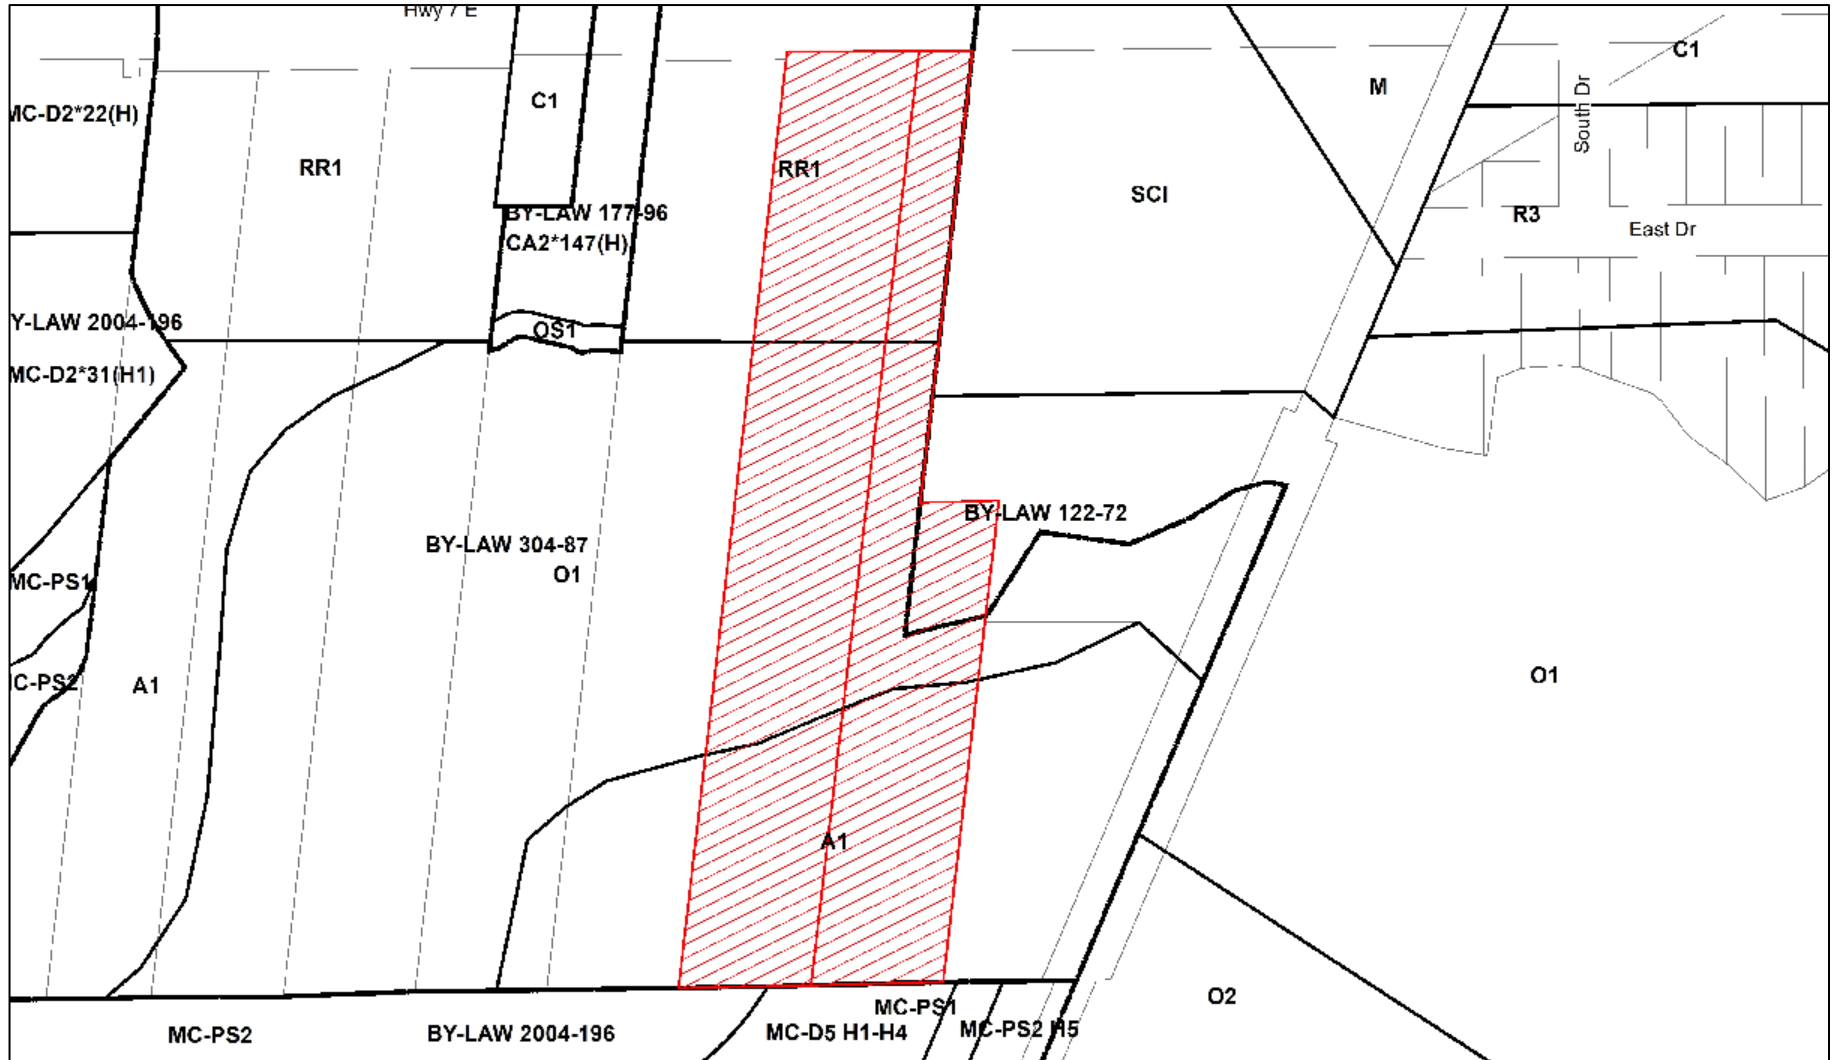 Hwy 7 E
C1
C1
M
South Dr
MC-D2*22(H)
RR1
RR1
SCI
BY-LAW 177-96
CA2*147(H)
R3
East Dr
Y-LAW 2004-196
OS1
MC-D2*31(H1)
BY-LAW 122-72
BY-LAW 304-87
O1
MC-PS1
IC-PS2
A1
O1
A1
O2
MC-PS1
MC-PS2
BY-LAW 2004-196
MC-D5 H1-H4
MC-PS2 H5